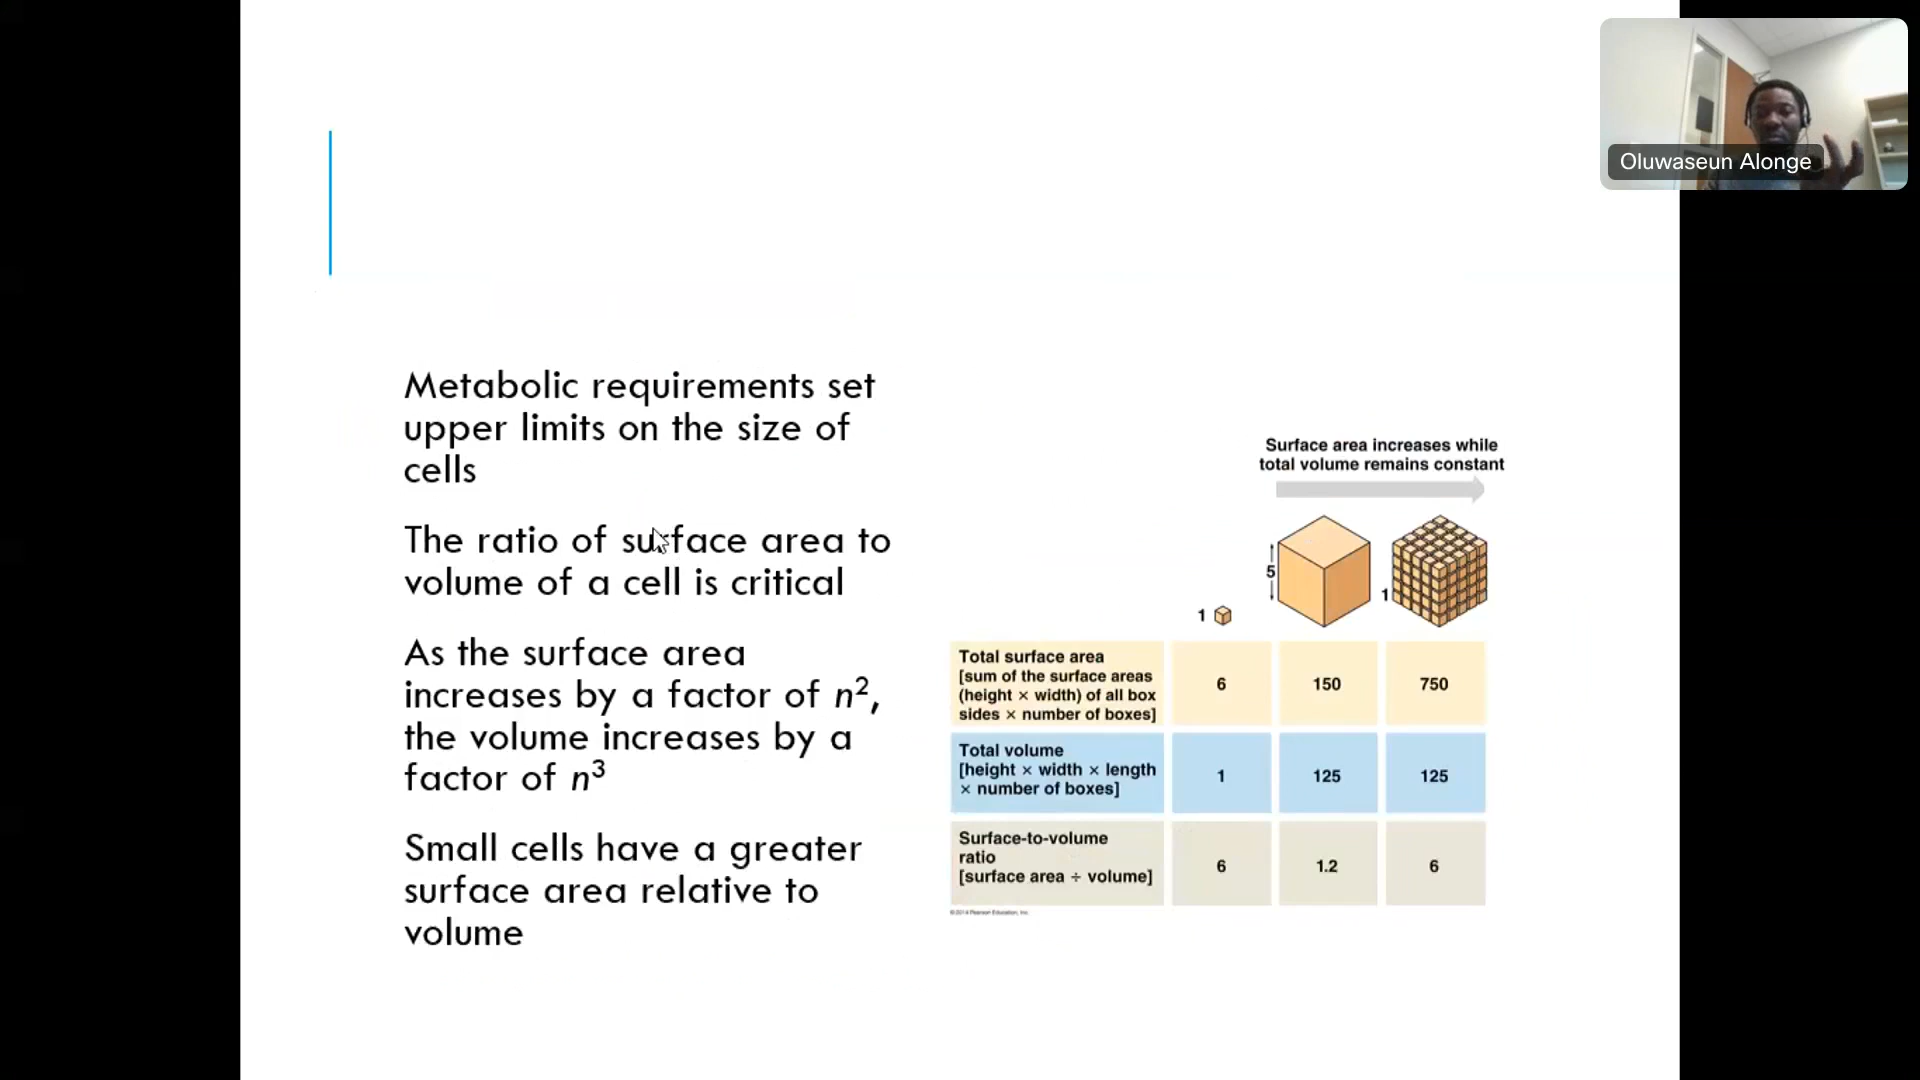 Oluwaseun Alonge
Metabolic requirements set
upper limits on the size of
cells
The ratio of surface area to
volume of a cell is critical
As the surface area
increases by a factor of n²,
the volume increases by a
factor of n³
Small cells have a greater
surface area relative to
volume
Surface area increases while
total volume remains constant
1
5
1
Total surface area
[sum of the surface areas
(height × width) of all box
sides × number of boxes]
6
150
750
Total volume
[height × width × length
× number of boxes]
1
125
125
Surface-to-volume
ratio
[surface area ÷ volume]
6
1.2
6
© 2014 Pearson Education, Inc.